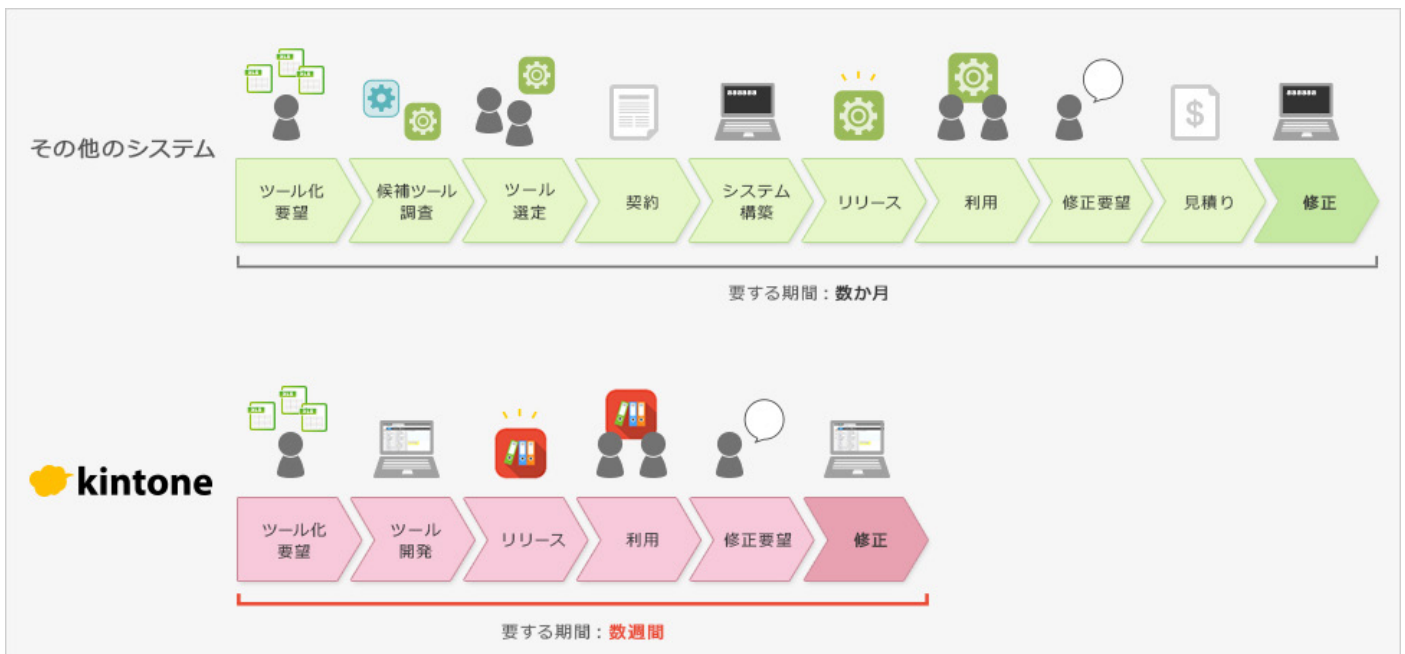 その他のシステム
ツール化
要望
候補ツール
調査
ツール
選定
契約
システム
構築
リリース
利用
修正要望
$
見積り
修正
要する期間：数か月
kintone
ツール化
要望
ツール
開発
リリース
利用
修正要望
修正
要する期間：数週間